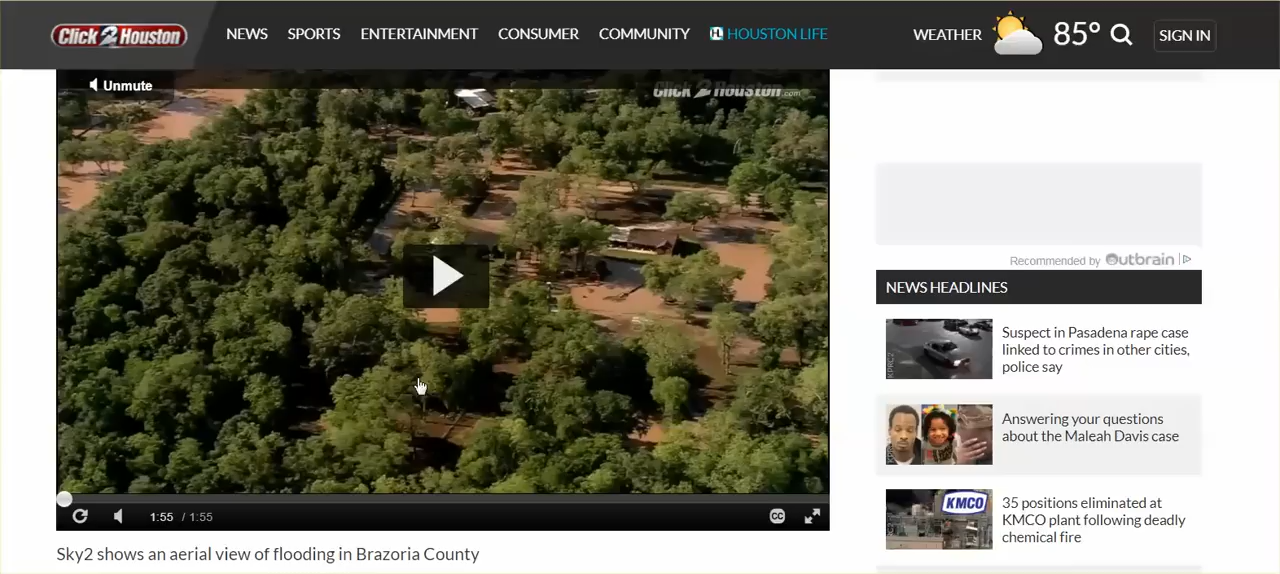 Click2Houston
NEWS
SPORTS
ENTERTAINMENT
CONSUMER
COMMUNITY
H HOUSTON LIFE
WEATHER
85°
SIGN IN
Unmute
Click2Houston.com
1:55 / 1:55
CC
Sky2 shows an aerial view of flooding in Brazoria County
Recommended by Outbrain
NEWS HEADLINES
Suspect in Pasadena rape case
linked to crimes in other cities,
police say
KPRC2
Answering your questions
about the Maleah Davis case
KMCO
35 positions eliminated at
KMCO plant following deadly
chemical fire